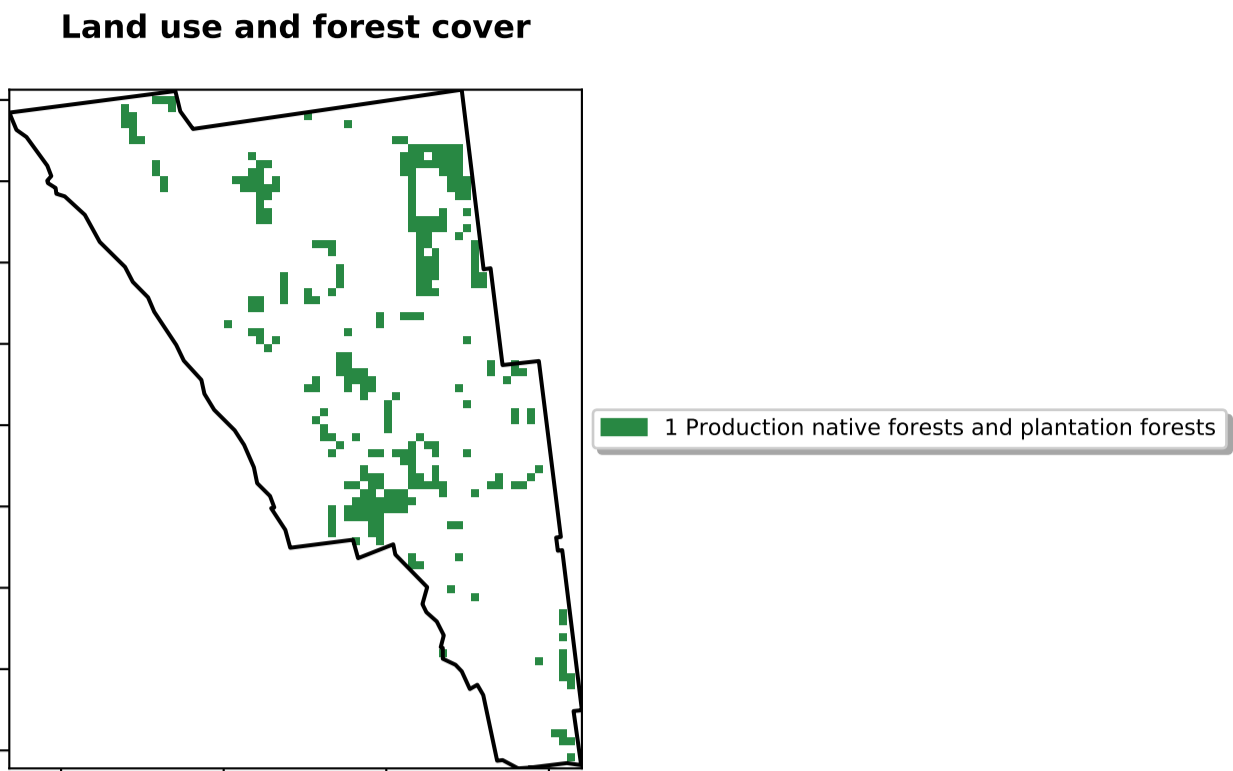 Land use and forest cover
1 Production native forests and plantation forests